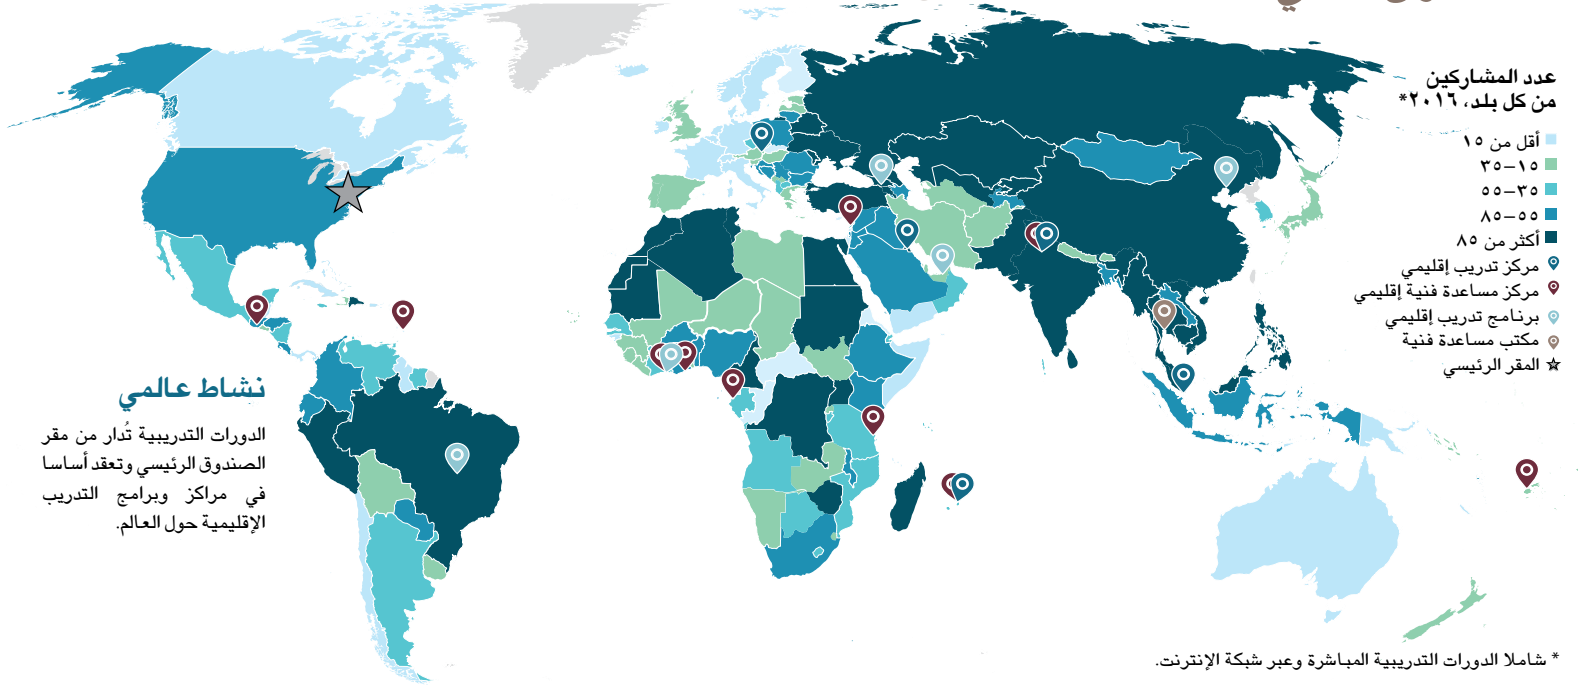 عدد المشاركين
من كل بلد، ٢٠١٦*
أقل من ١٥
١٥–٣٥
٣٥–٥٥
٥٥–٨٥
أكثر من ٨٥
مركز تدريب إقليمي
مركز مساعدة فنية إقليمي
برنامج تدريب إقليمي
مكتب مساعدة فنية
المقر الرئيسي
نشاط عالمي
الدورات التدريبية تُدار من مقر
الصندوق الرئيسي وتعقد أساسا
في مراكز وبرامج التدريب
الإقليمية حول العالم.
* شاملا الدورات التدريبية المباشرة وعبر شبكة الإنترنت.